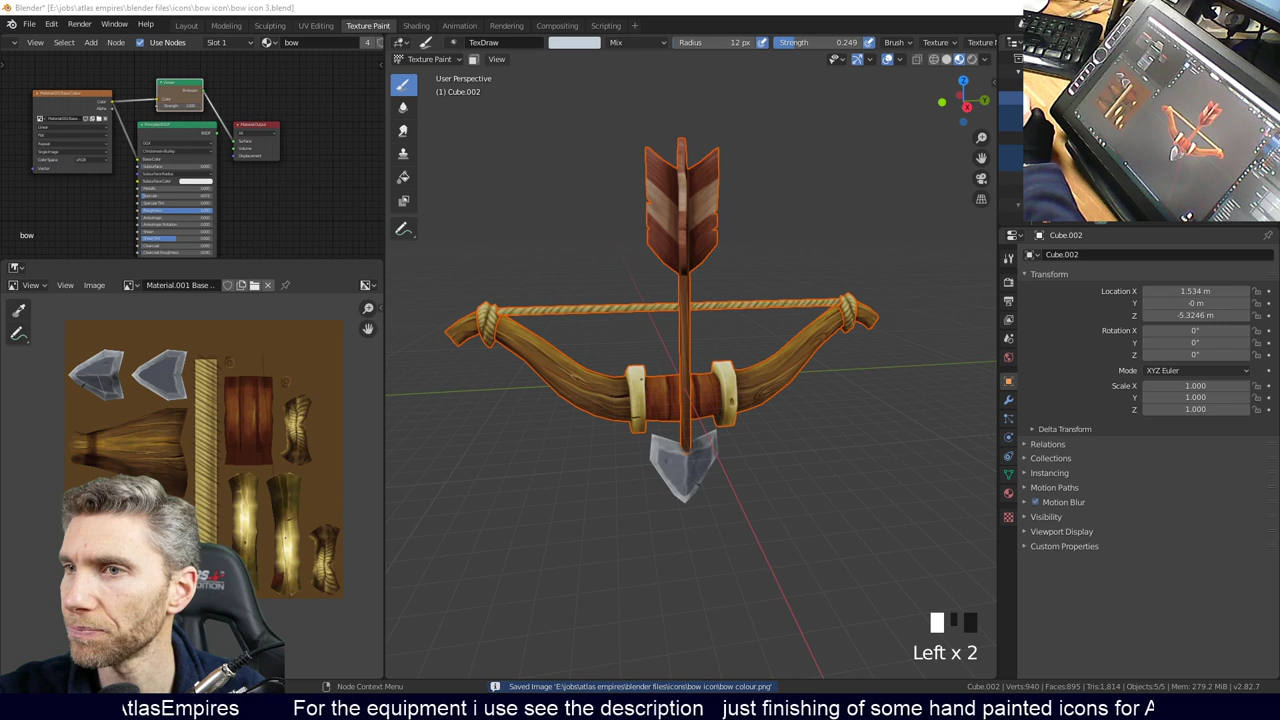 Blender* [E:\jobs\atlas empires\blender files\icons\bow icon\bow icon 3.blend]
File Edit Render Window Help Layout Modeling Sculpting UV Editing Texture Paint Shading Animation Rendering Compositing Scripting
View Select Add Node Use Nodes Slot 1 bow 4 TexDraw Mix Radius 12 px Strength 0.249 Brush Texture
Texture Paint View
User Perspective
(1) Cube.002
bow
View View Image Material.001 Base ..
Cube.002
Cube.002
Transform
Location X 1.534 m
Y -0 m
Z -5.3246 m
Rotation X 0°
Y 0°
Z 0°
Mode XYZ Euler
Scale X 1.000
Y 1.000
Z 1.000
Delta Transform
Relations
Collections
Instancing
Motion Paths
Motion Blur
Visibility
Viewport Display
Custom Properties
Left x 2
Node Context Menu Saved Image 'E:\jobs\atlas empires\blender files\icons\bow icon\bow colour.png' Cube.002 | Verts:940 | Faces:895 | Tris:1,814 | Objects:5/5 | Mem: 279.2 MiB | v2.82.7
AtlasEmpires For the equipment i use see the description just finishing of some hand painted icons for A